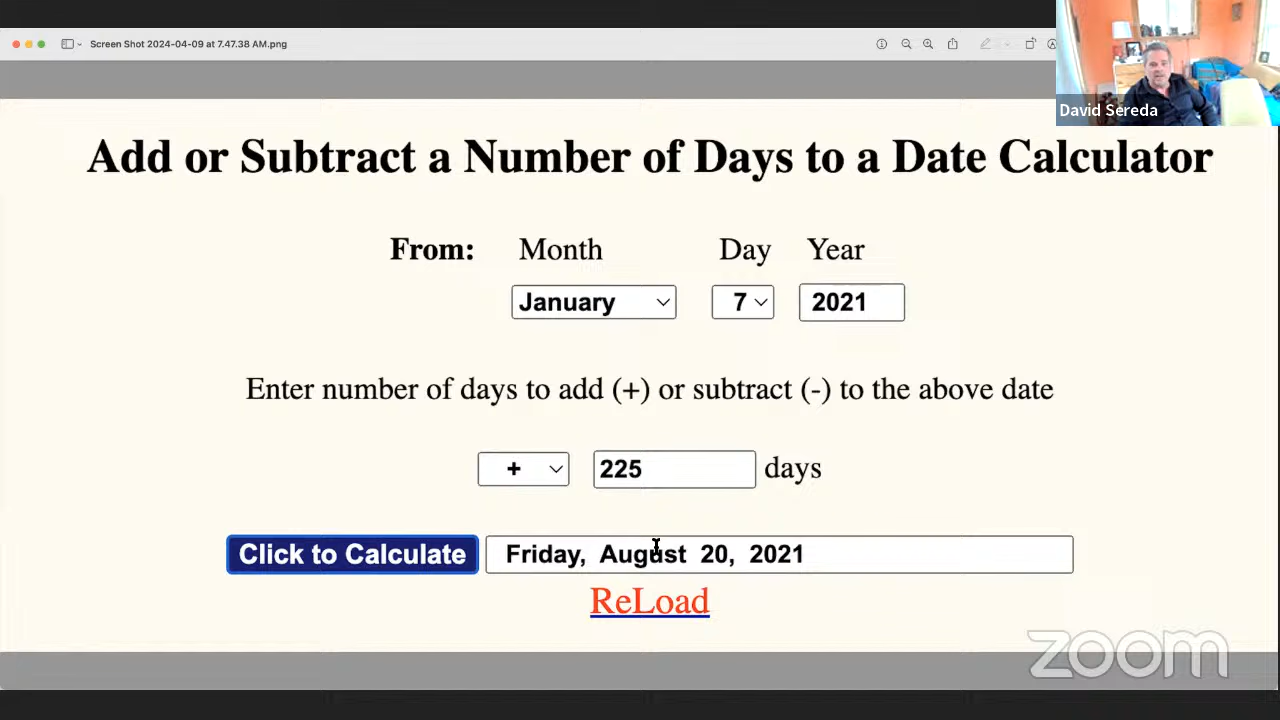 Screen Shot 2024-04-09 at 7.47.38 AM.png
David Sereda
Add or Subtract a Number of Days to a Date Calculator
From: Month Day Year
January 7 2021
Enter number of days to add (+) or subtract (-) to the above date
+ 225 days
Click to Calculate Friday, August 20, 2021
ReLoad
zoom